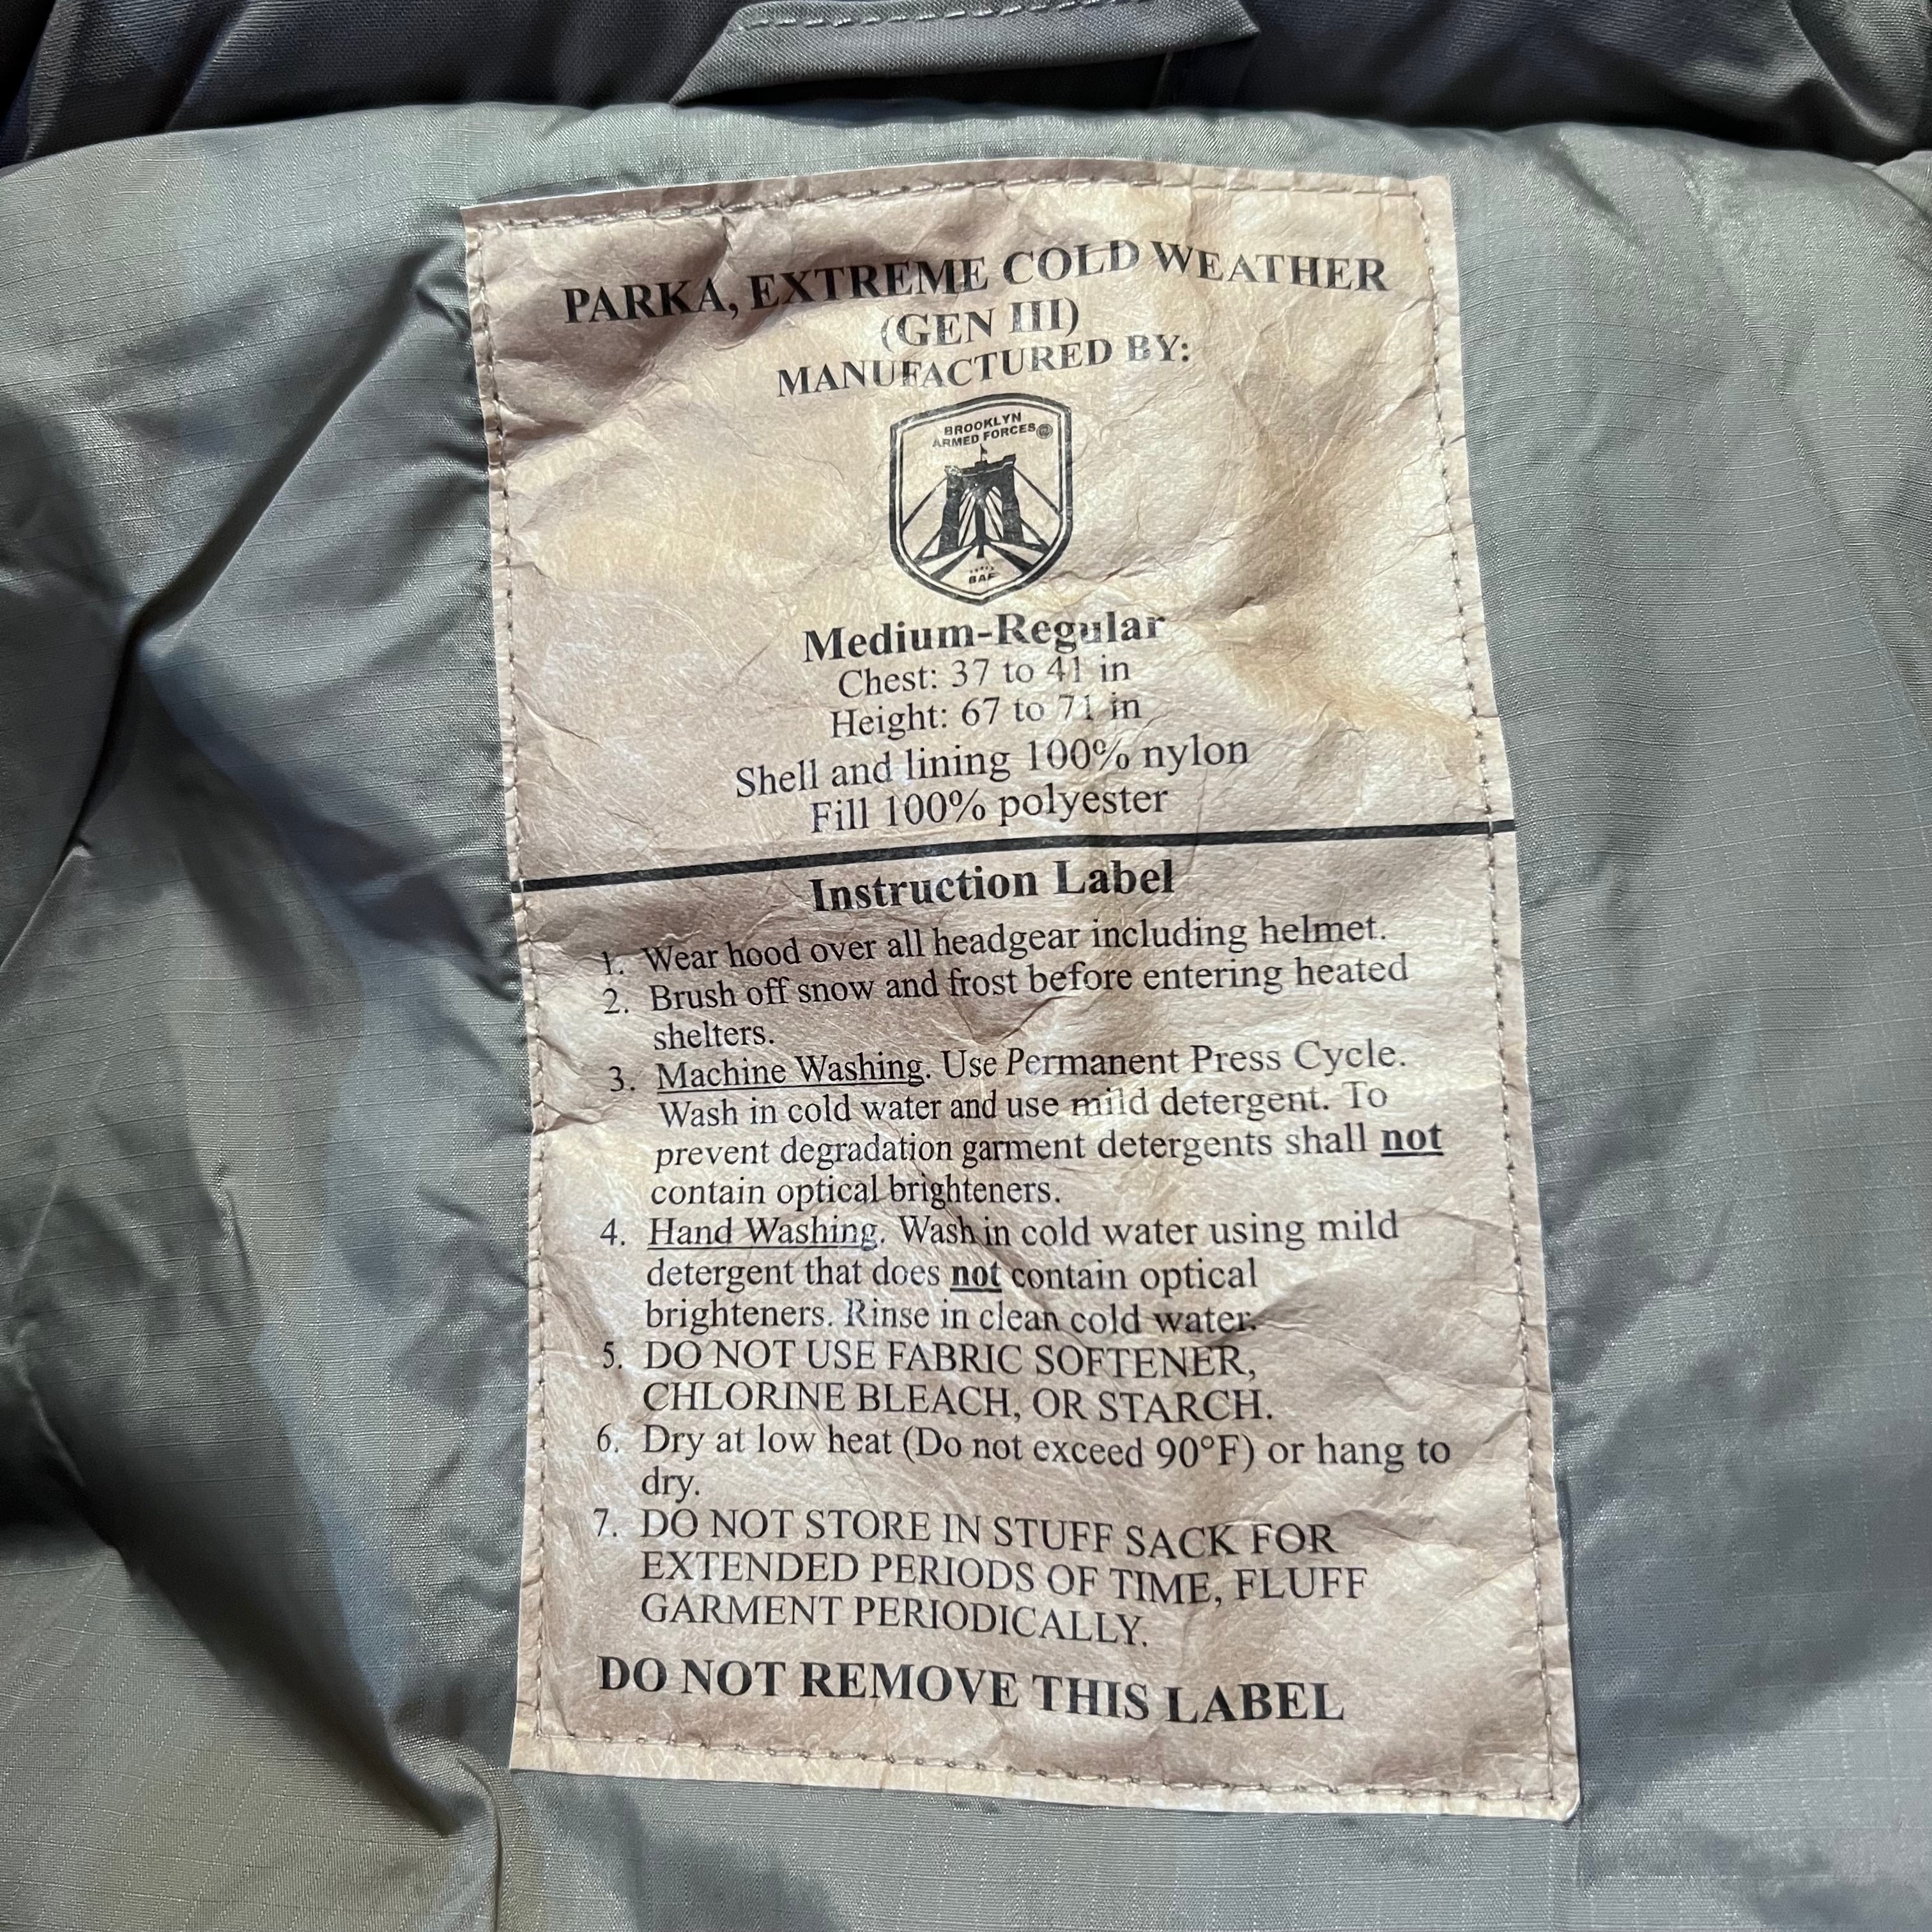 PARKA, EXTREME COLD WEATHER
(GEN III)
MANUFACTURED BY:
BROOKLYN
ARMED FORCES
BAF
Medium-Regular
Chest: 37 to 41 in
Height: 67 to 71 in
Shell and lining 100% nylon
Fill 100% polyester
Instruction Label
1. Wear hood over all headgear including helmet.
2. Brush off snow and frost before entering heated
shelters.
3. Machine Washing. Use Permanent Press Cycle.
Wash in cold water and use mild detergent. To
prevent degradation garment detergents shall not
contain optical brighteners.
4. Hand Washing. Wash in cold water using mild
detergent that does not contain optical
brighteners. Rinse in clean cold water.
5. DO NOT USE FABRIC SOFTENER,
CHLORINE BLEACH, OR STARCH.
6. Dry at low heat (Do not exceed 90°F) or hang to
dry.
7. DO NOT STORE IN STUFF SACK FOR
EXTENDED PERIODS OF TIME, FLUFF
GARMENT PERIODICALLY.
DO NOT REMOVE THIS LABEL